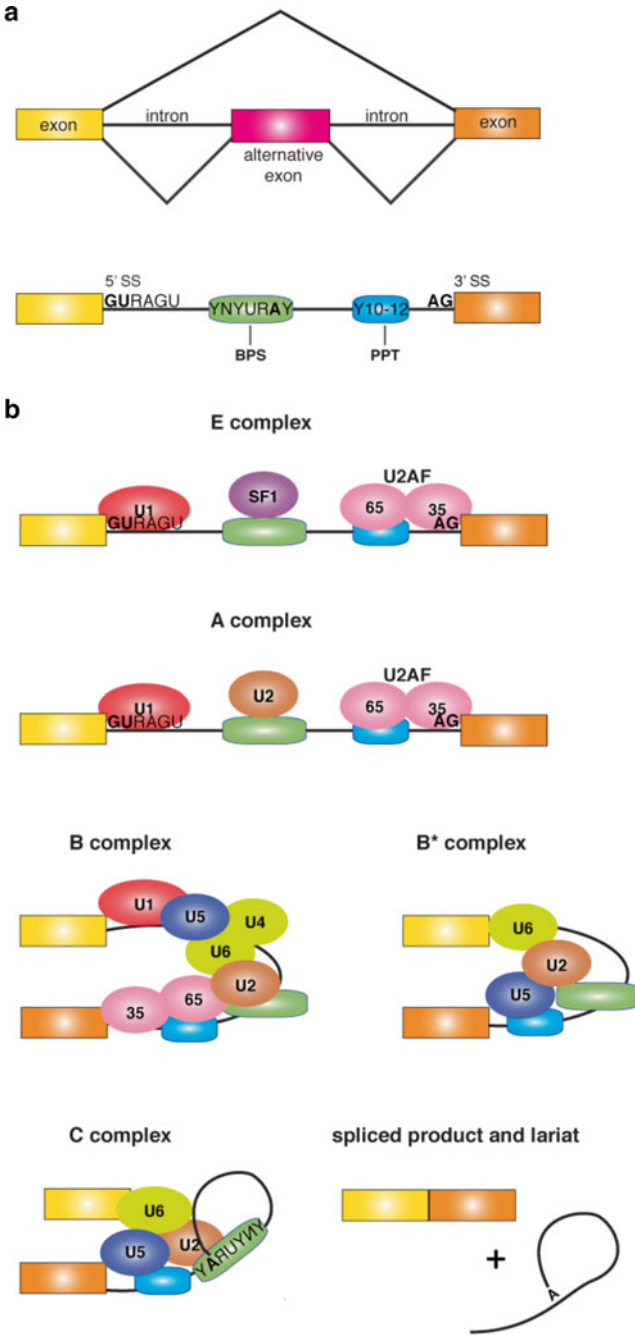 a
exon intron intron exon
alternative
exon
5' SS 3' SS
GURAGU YNYURAY Y10-12 AG
BPS PPT
b
E complex
U2AF
U1 SF1 65 35
GURAGU AG
A complex
U2AF
U1 U2 65 35
GURAGU AG
B complex B* complex
U1 U5 U4 U6
U6 U2
65 U2 U5
35
C complex spliced product and lariat
U6
U5 U2 YNYURAY
+
A